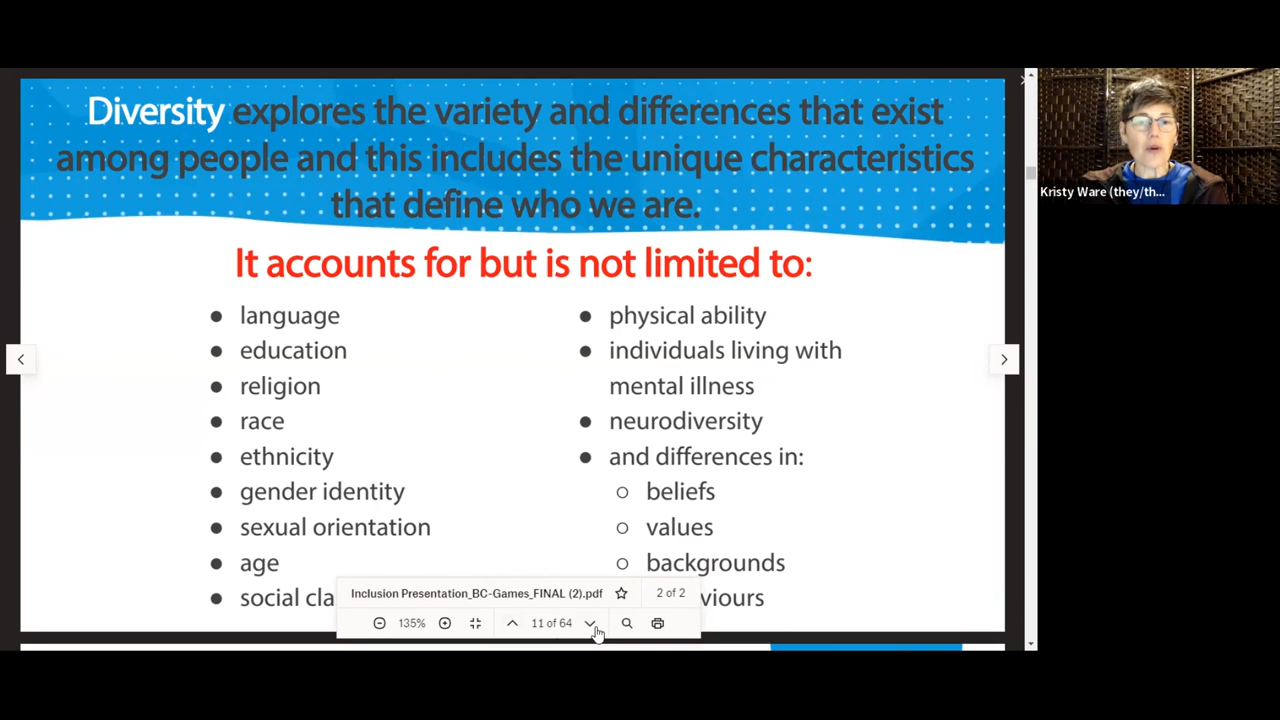 Diversity explores the variety and differences that exist
among people and this includes the unique characteristics
that define who we are.
It accounts for but is not limited to:
language
education
religion
race
ethnicity
gender identity
sexual orientation
age
social cla
physical ability
individuals living with
mental illness
neurodiversity
and differences in:
beliefs
values
backgrounds
viours
Inclusion Presentation_BC-Games_FINAL (2).pdf
2 of 2
135%
11 of 64
Kristy Ware (they/th...